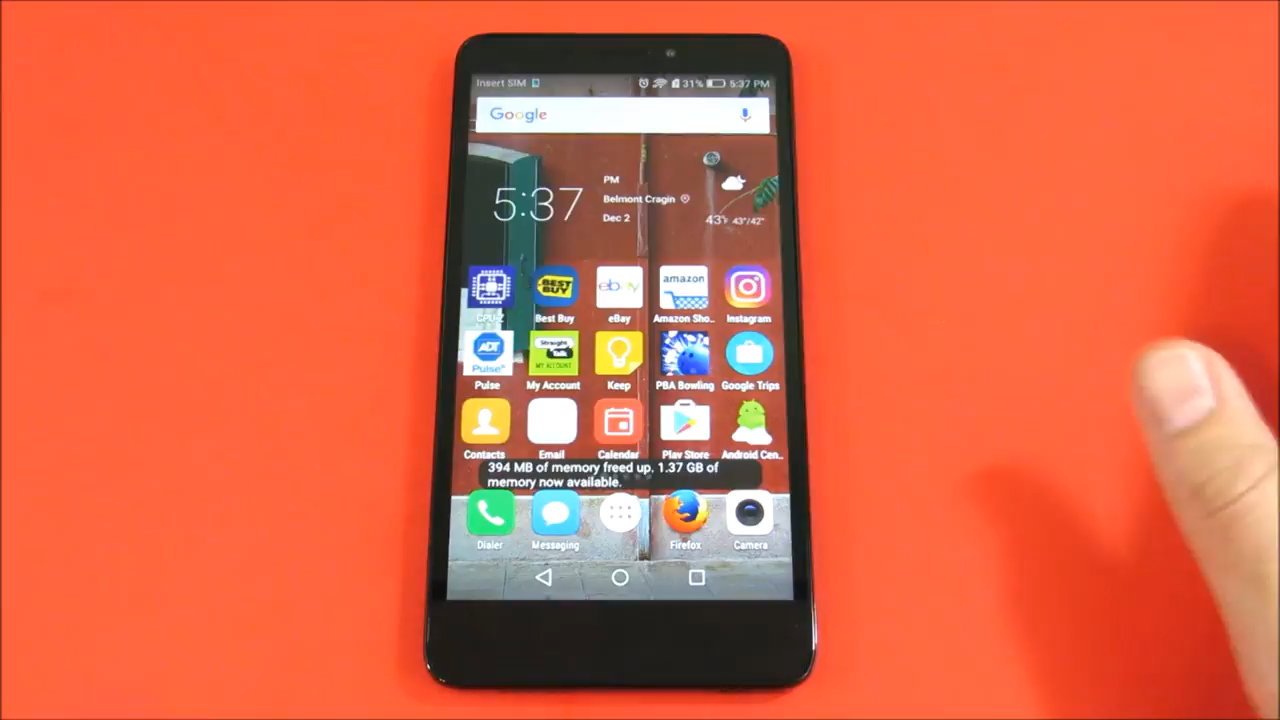 Insert SIM 31% 5:37 PM
Google
5:37
PM
Belmont Cragin
Dec 2
43°F 43°/42°
CPU-Z
BEST BUY
Best Buy
ebay
eBay
amazon
Amazon Sho..
Instagram
ADT
Pulse
Pulse
Straight Talk
MY ACCOUNT
My Account
Keep
PBA Bowling
Google Trips
Contacts
Email
Calendar
Play Store
Android Cen..
394 MB of memory freed up. 1.37 GB of
memory now available.
Dialer
Messaging
Firefox
Camera